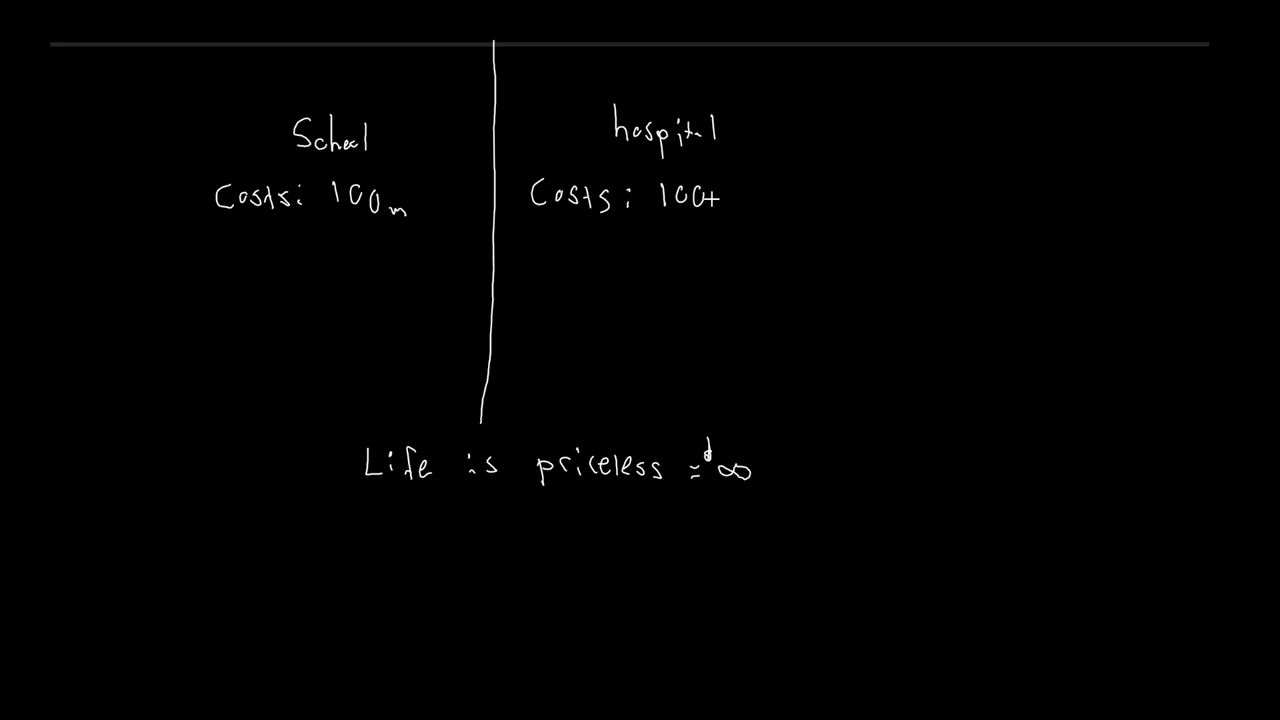 School
Costs: 100m
hospital
Costs: 100+
Life is priceless = ∞